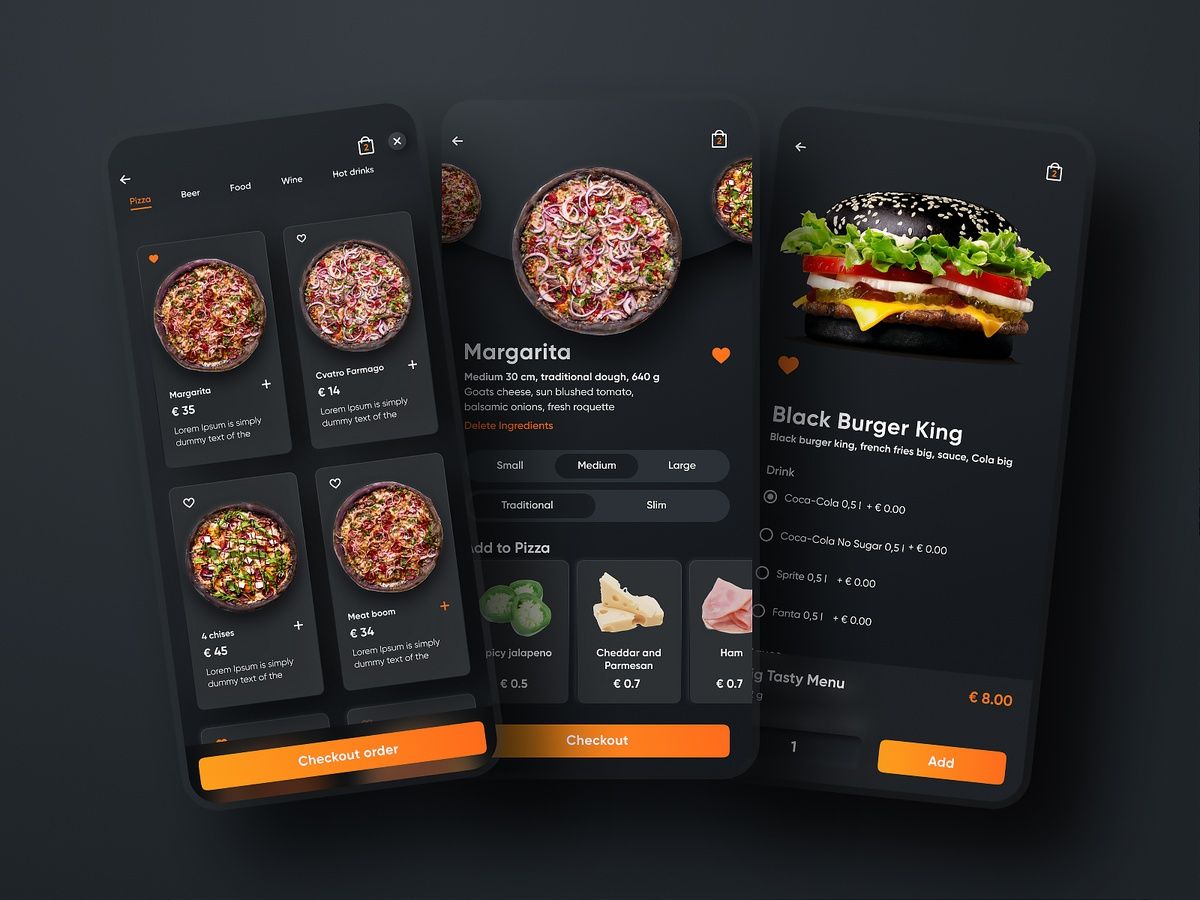 2
Pizza
Beer
Food
Wine
Hot drinks
Margarita
€ 35
Lorem Ipsum is simply
dummy text of the
Cvatro Farmago
€ 14
Lorem Ipsum is simply
dummy text of the
4 chises
€ 45
Lorem Ipsum is simply
dummy text of the
Meat boom
€ 34
Lorem Ipsum is simply
dummy text of the
Checkout order
2
Margarita
Medium 30 cm, traditional dough, 640 g
Goats cheese, sun blushed tomato,
balsamic onions, fresh roquette
Delete Ingredients
Small Medium Large
Traditional Slim
dd to Pizza
picy jalapeno
€ 0.5
Cheddar and
Parmesan
€ 0.7
Ham
€ 0.7
Checkout
2
Black Burger King
Black burger king, french fries big, sauce, Cola big
Drink
Coca-Cola 0,5 l + € 0.00
Coca-Cola No Sugar 0,5 l + € 0.00
Sprite 0,5 l + € 0.00
Fanta 0,5 l + € 0.00
g Tasty Menu
€ 8.00
g
1
Add